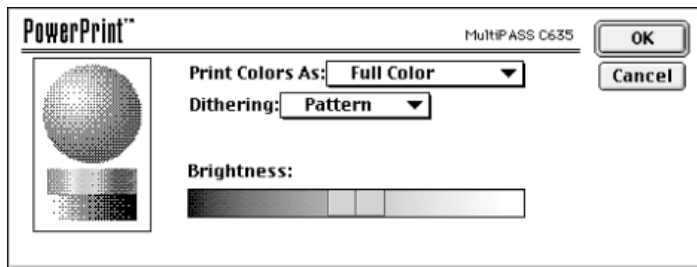 PowerPrint™
MultiPASS C635
OK
Print Colors As: Full Color
Cancel
Dithering: Pattern
Brightness: